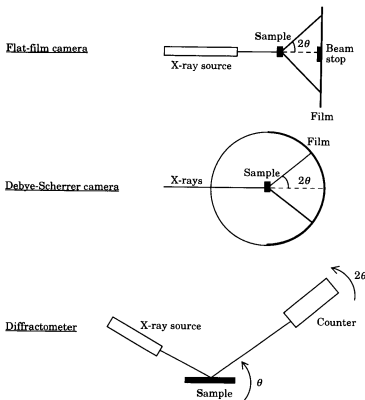 Flat-film camera
Sample
2θ
Beam
stop
X-ray source
Film
Film
Debye-Scherrer camera
X-rays
Sample
2θ
2θ
Diffractometer
X-ray source
Counter
θ
Sample